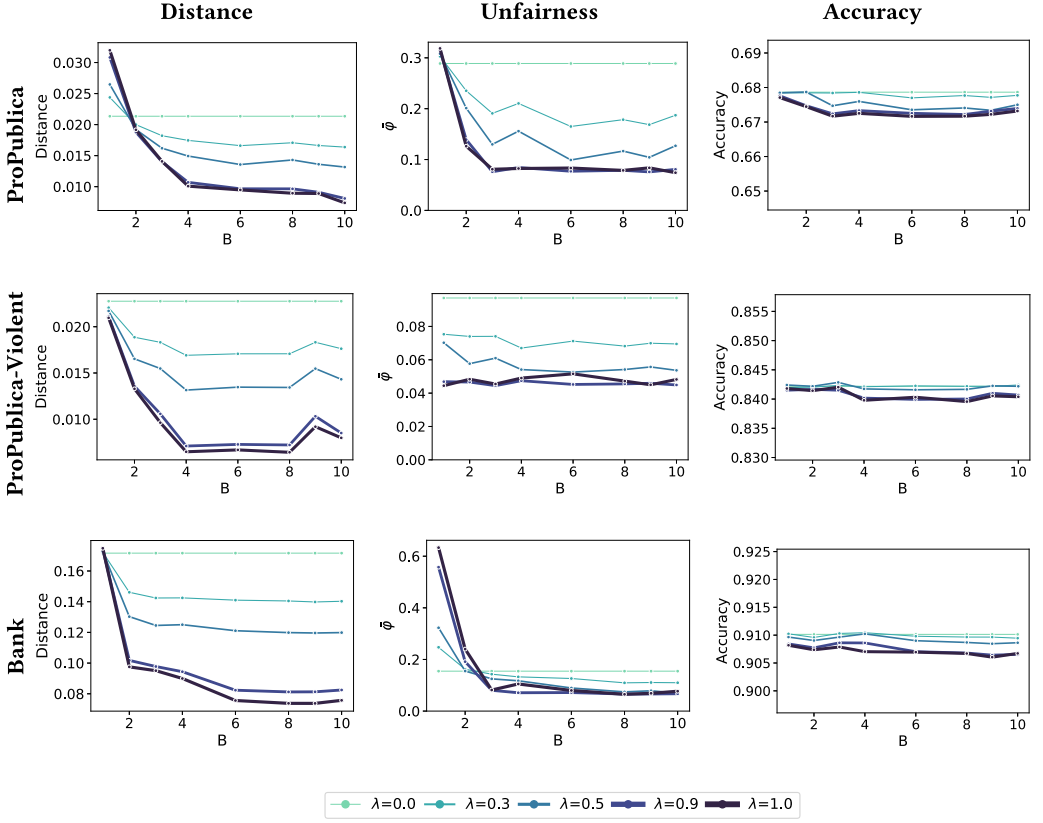 Distance Unfairness Accuracy
ProPublica
Distance
0.030
0.025
0.020
0.015
0.010
2 4 6 8 10
B
φ̄
0.3
0.2
0.1
0.0
2 4 6 8 10
B
Accuracy
0.69
0.68
0.67
0.66
0.65
2 4 6 8 10
B
ProPublica-Violent
Distance
0.020
0.015
0.010
2 4 6 8 10
B
φ̄
0.08
0.06
0.04
0.02
0.00
2 4 6 8 10
B
Accuracy
0.855
0.850
0.845
0.840
0.835
0.830
2 4 6 8 10
B
Bank
Distance
0.16
0.14
0.12
0.10
0.08
2 4 6 8 10
B
φ̄
0.6
0.4
0.2
0.0
2 4 6 8 10
B
Accuracy
0.925
0.920
0.915
0.910
0.905
0.900
2 4 6 8 10
B
λ=0.0 λ=0.3 λ=0.5 λ=0.9 λ=1.0